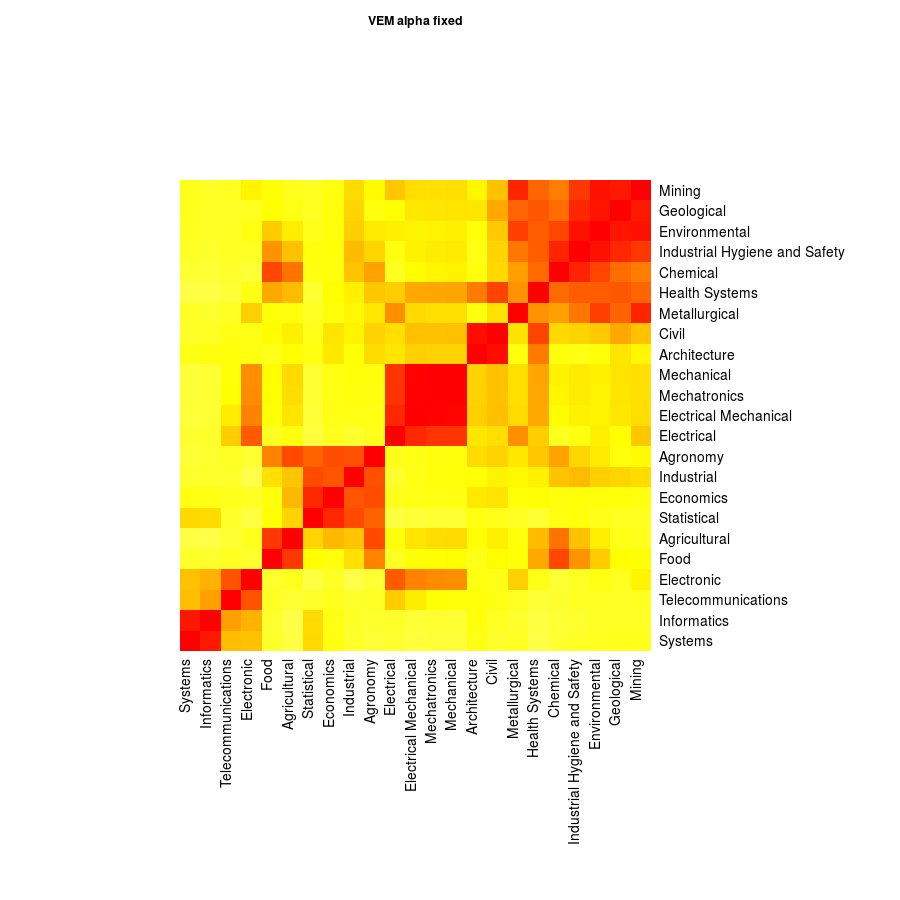 VEM alpha fixed
Mining
Geological
Environmental
Industrial Hygiene and Safety
Chemical
Health Systems
Metallurgical
Civil
Architecture
Mechanical
Mechatronics
Electrical Mechanical
Electrical
Agronomy
Industrial
Economics
Statistical
Agricultural
Food
Electronic
Telecommunications
Informatics
Systems
Systems
Informatics
Telecommunications
Electronic
Food
Agricultural
Statistical
Economics
Industrial
Agronomy
Electrical
Electrical Mechanical
Mechatronics
Mechanical
Architecture
Civil
Metallurgical
Health Systems
Chemical
Industrial Hygiene and Safety
Environmental
Geological
Mining